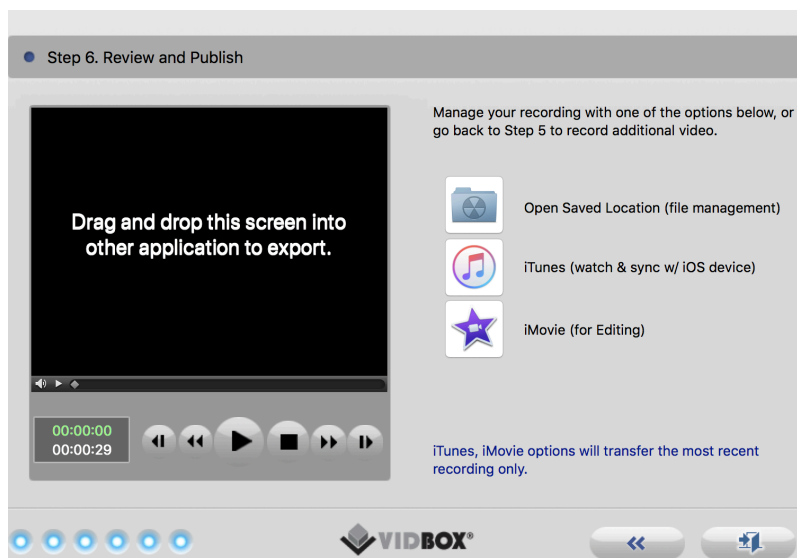 Step 6. Review and Publish
Drag and drop this screen into
other application to export.
00:00:00
00:00:29
Manage your recording with one of the options below, or
go back to Step 5 to record additional video.
Open Saved Location (file management)
iTunes (watch & sync w/ iOS device)
iMovie (for Editing)
iTunes, iMovie options will transfer the most recent
recording only.
VIDBOX®